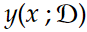 y(x ; 𝒟)